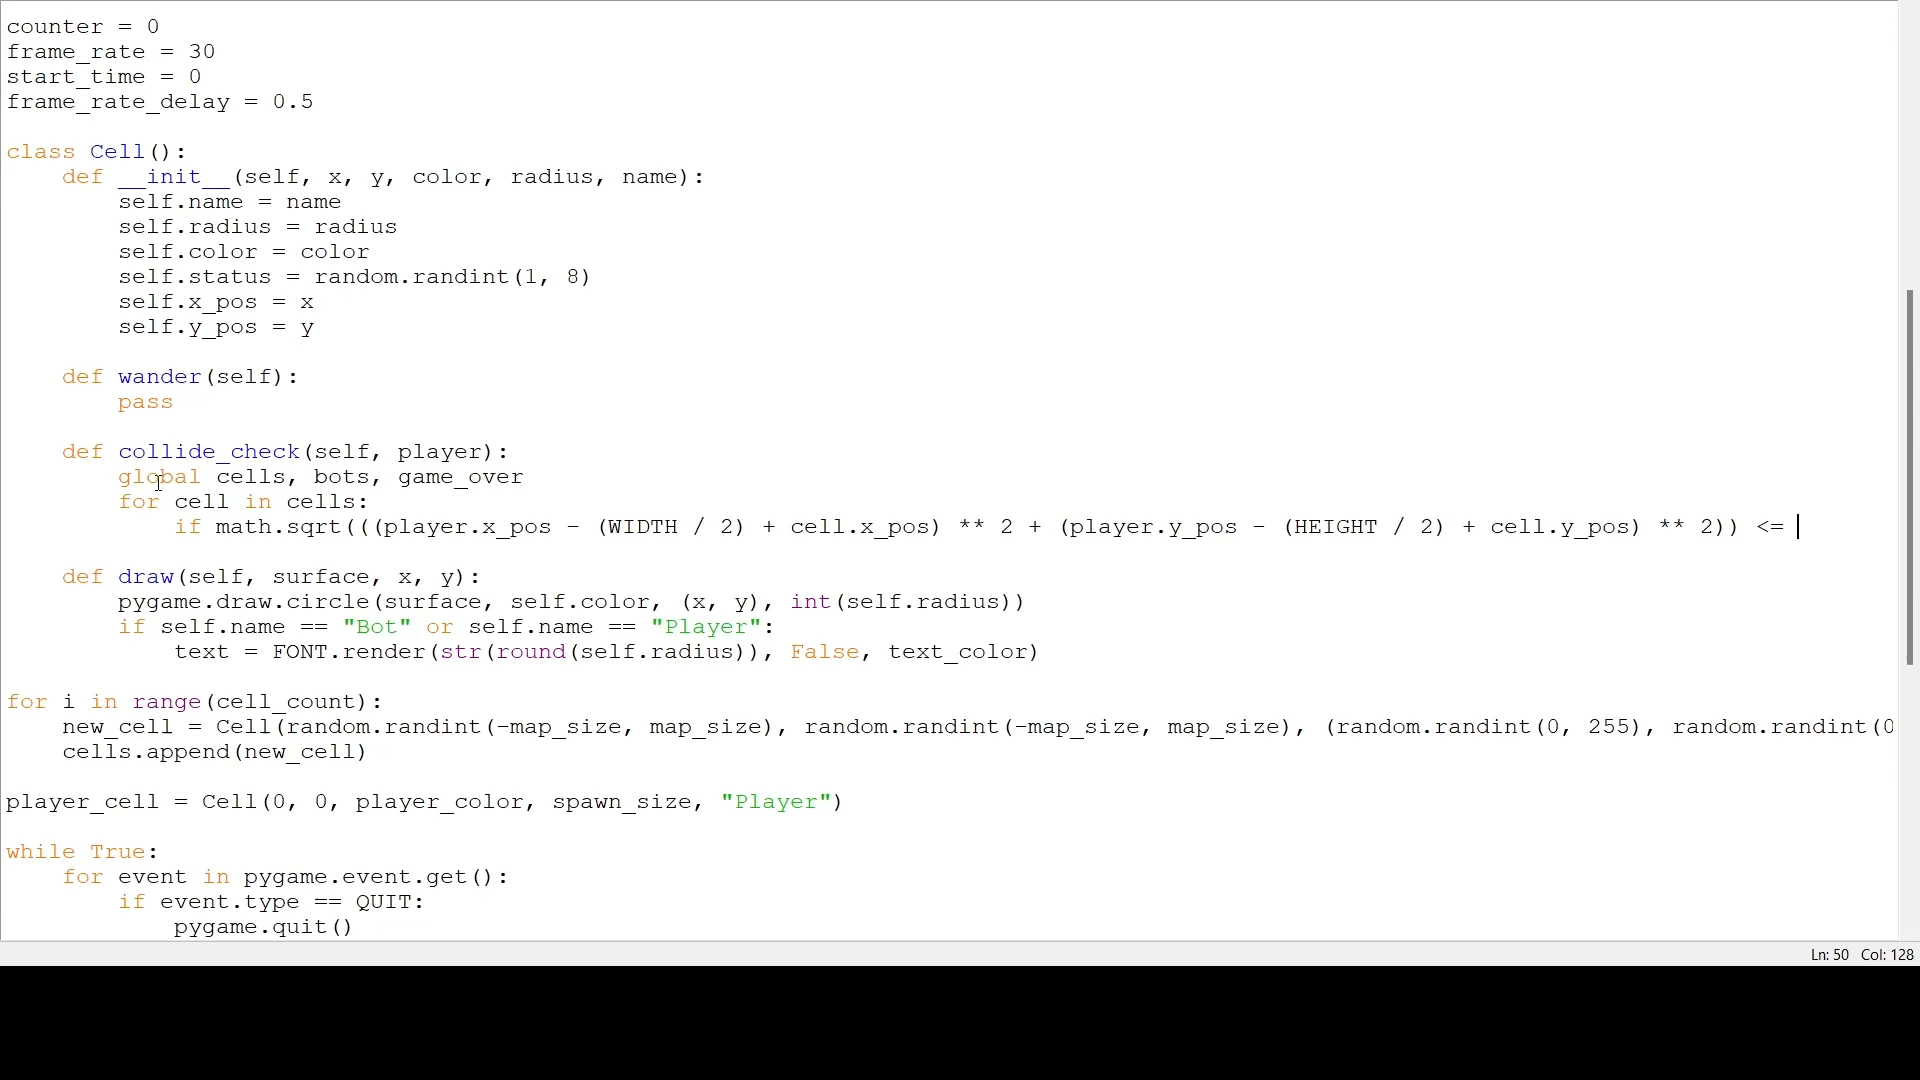 counter = 0
frame_rate = 30
start_time = 0
frame_rate_delay = 0.5

class Cell():
    def __init__(self, x, y, color, radius, name):
        self.name = name
        self.radius = radius
        self.color = color
        self.status = random.randint(1, 8)
        self.x_pos = x
        self.y_pos = y

    def wander(self):
        pass

    def collide_check(self, player):
        global cells, bots, game_over
        for cell in cells:
            if math.sqrt(((player.x_pos - (WIDTH / 2) + cell.x_pos) ** 2 + (player.y_pos - (HEIGHT / 2) + cell.y_pos) ** 2)) <=

    def draw(self, surface, x, y):
        pygame.draw.circle(surface, self.color, (x, y), int(self.radius))
        if self.name == "Bot" or self.name == "Player":
            text = FONT.render(str(round(self.radius)), False, text_color)

for i in range(cell_count):
    new_cell = Cell(random.randint(-map_size, map_size), random.randint(-map_size, map_size), (random.randint(0, 255), random.randint(0
    cells.append(new_cell)

player_cell = Cell(0, 0, player_color, spawn_size, "Player")

while True:
    for event in pygame.event.get():
        if event.type == QUIT:
            pygame.quit()
Ln: 50 Col: 128